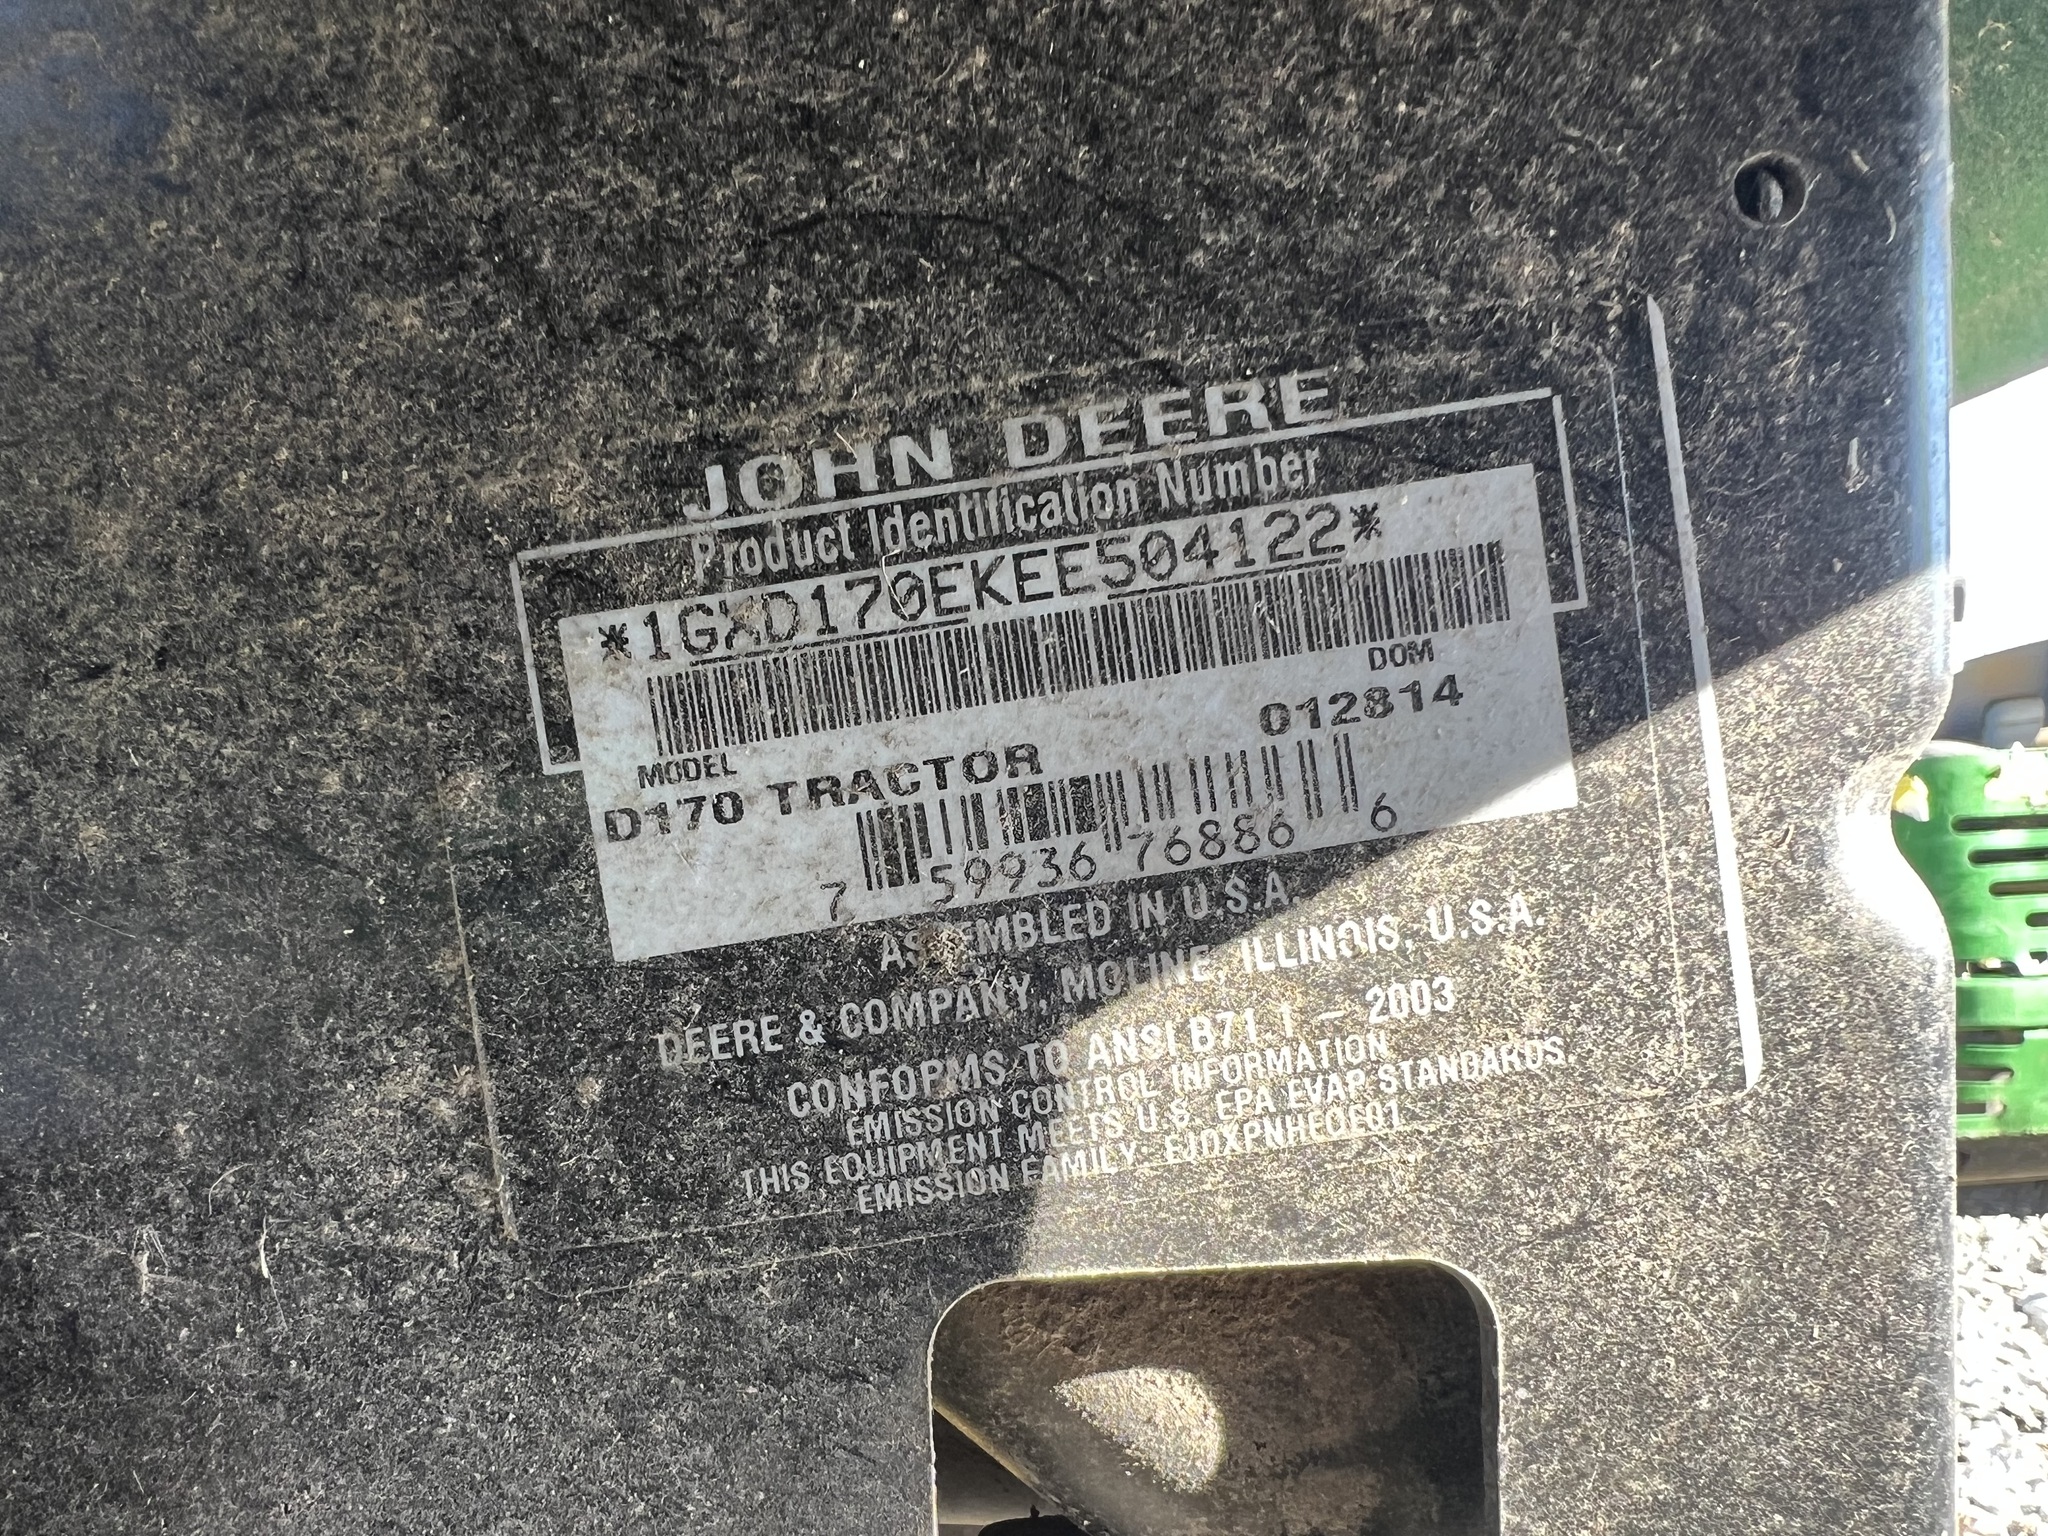 JOHN DEERE
Product Identification Number
*1GXD170EKEE504122*
DOM
012814
MODEL
D170 TRACTOR
7 59936 76886 6
ASSEMBLED IN U.S.A.
DEERE & COMPANY, MOLINE, ILLINOIS, U.S.A.
CONFORMS TO ANSI B71.1 – 2003
EMISSION CONTROL INFORMATION
THIS EQUIPMENT MEETS U.S. EPA EVAP STANDARDS.
EMISSION FAMILY: